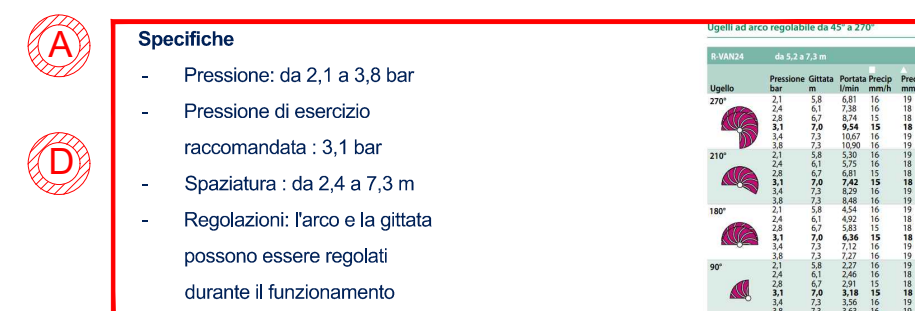 A
D
Specifiche
- Pressione: da 2,1 a 3,8 bar
- Pressione di esercizio
raccomandata : 3,1 bar
- Spaziatura : da 2,4 a 7,3 m
- Regolazioni: l'arco e la gittata
possono essere regolati
durante il funzionamento
Ugelli ad arco regolabile da 45° a 270°
R-VAN24 da 5,2 a 7,3 m
Pressione Gittata Portata Precip
Ugello bar m l/min mm/h
270° 2,1 5,8 6,81 16 19
2,4 6,1 7,38 16 18
2,8 6,7 8,74 15 18
3,1 7,0 9,54 15 18
3,4 7,3 10,67 16 19
3,8 7,3 10,90 16 19
210° 2,1 5,8 5,30 16 19
2,4 6,1 5,75 16 18
2,8 6,7 6,81 15 18
3,1 7,0 7,42 15 18
3,4 7,3 8,29 16 19
3,8 7,3 8,48 16 19
180° 2,1 5,8 4,54 16 19
2,4 6,1 4,92 16 18
2,8 6,7 5,83 15 18
3,1 7,0 6,36 15 18
3,4 7,3 7,12 16 19
3,8 7,3 7,27 16 19
90° 2,1 5,8 2,27 16 19
2,4 6,1 2,46 16 18
2,8 6,7 2,91 15 18
3,1 7,0 3,18 15 18
3,4 7,3 3,56 16 19